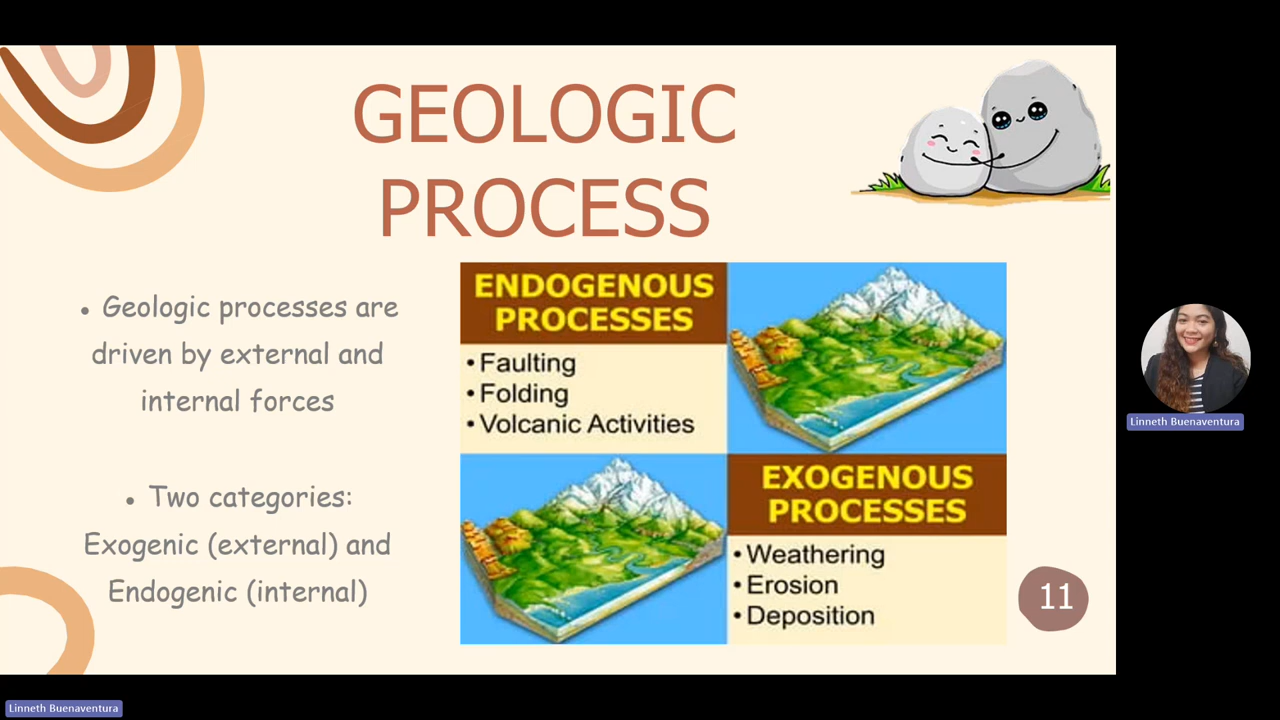 GEOLOGIC
PROCESS
• Geologic processes are
driven by external and
internal forces
• Two categories:
Exogenic (external) and
Endogenic (internal)
ENDOGENOUS
PROCESSES
• Faulting
• Folding
• Volcanic Activities
EXOGENOUS
PROCESSES
• Weathering
• Erosion
• Deposition
11
Linneth Buenaventura
Linneth Buenaventura